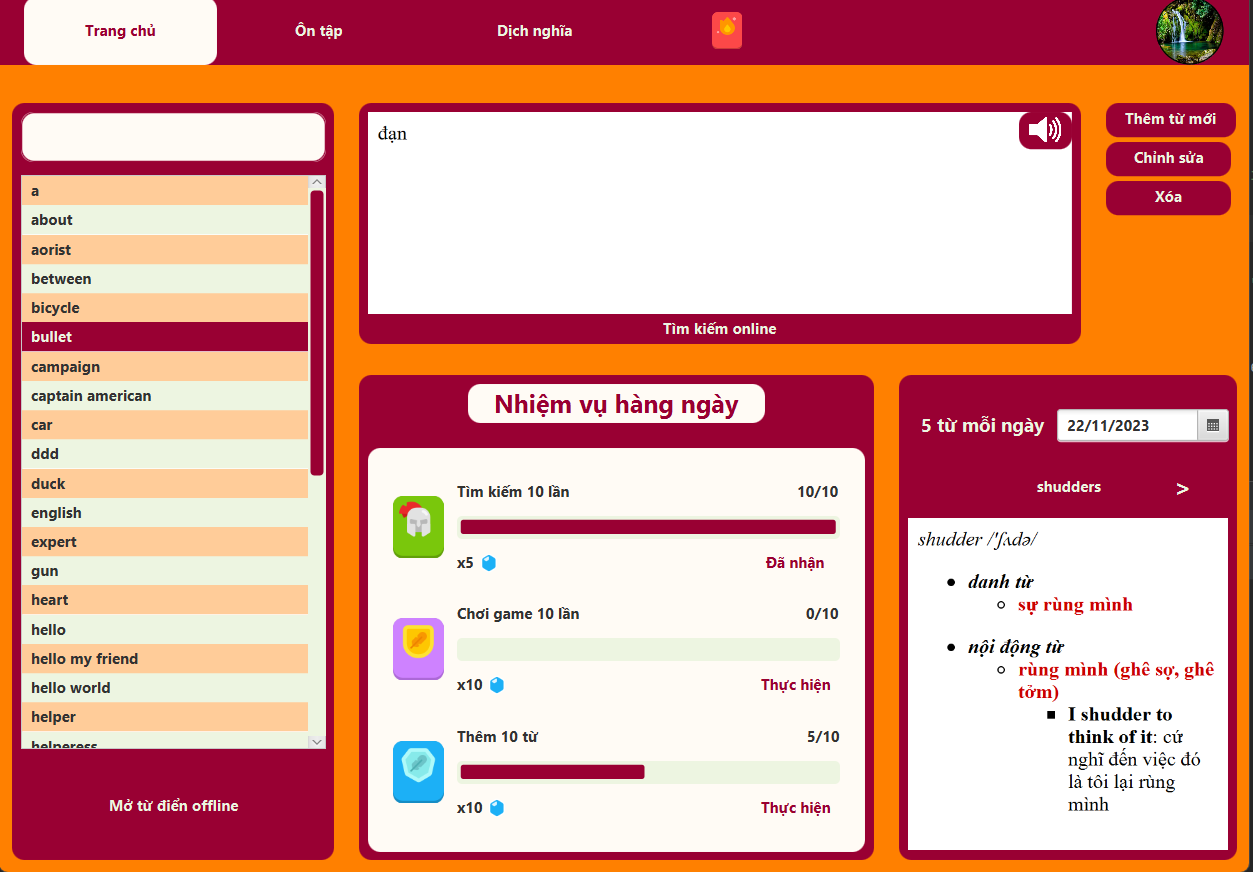 Trang chủ
Ôn tập
Dịch nghĩa
a
about
aorist
between
bicycle
bullet
campaign
captain american
car
ddd
duck
english
expert
gun
heart
hello
hello my friend
hello world
helper
helperess
Mở từ điển offline
đạn
Tìm kiếm online
Thêm từ mới
Chỉnh sửa
Xóa
Nhiệm vụ hàng ngày
Tìm kiếm 10 lần 10/10
x5 Đã nhận
Chơi game 10 lần 0/10
x10 Thực hiện
Thêm 10 từ 5/10
x10 Thực hiện
5 từ mỗi ngày 22/11/2023
shudders >
shudder /'ʃʌdə/
danh từ
sự rùng mình
nội động từ
rùng mình (ghê sợ, ghê
tởm)
I shudder to
think of it: cứ
nghĩ đến việc đó
là tôi lại rùng
mình